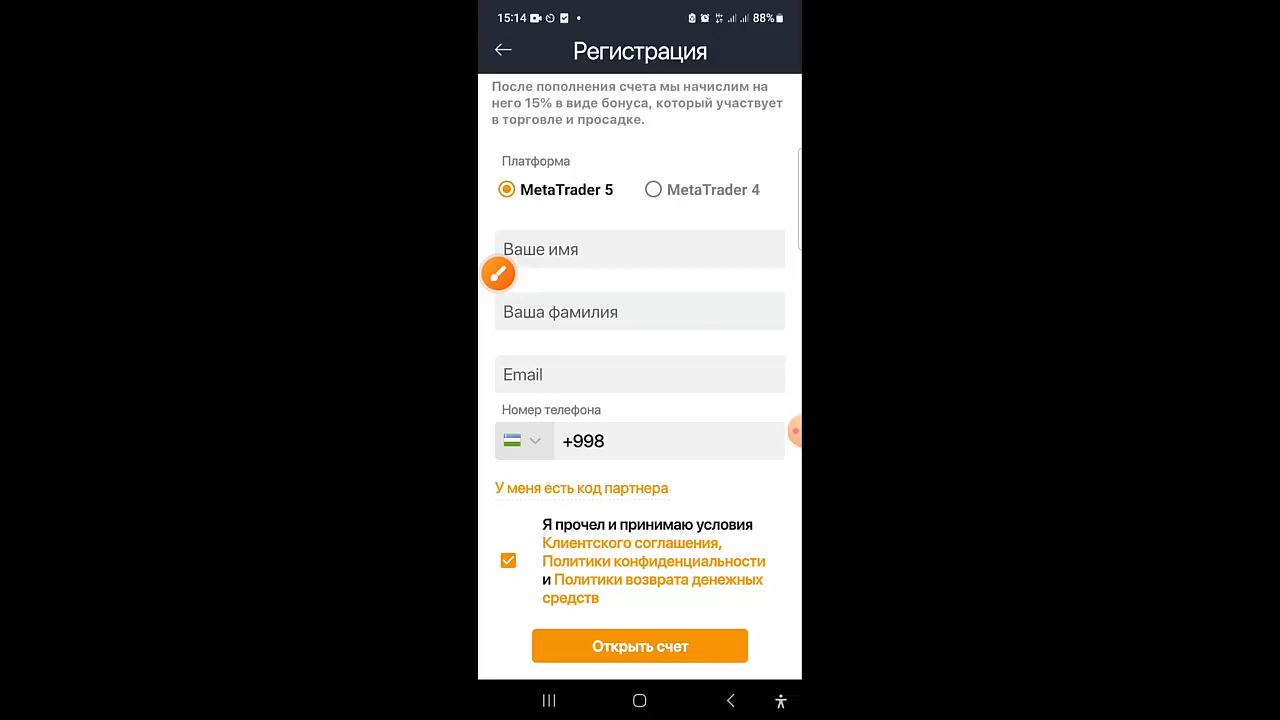 15:14
88%
Регистрация
После пополнения счета мы начислим на
него 15% в виде бонуса, который участвует
в торговле и просадке.
Платформа
MetaTrader 5 MetaTrader 4
Ваше имя
Ваша фамилия
Email
Номер телефона
+998
У меня есть код партнера
Я прочел и принимаю условия
Клиентского соглашения,
Политики конфиденциальности
и Политики возврата денежных
средств
Открыть счет